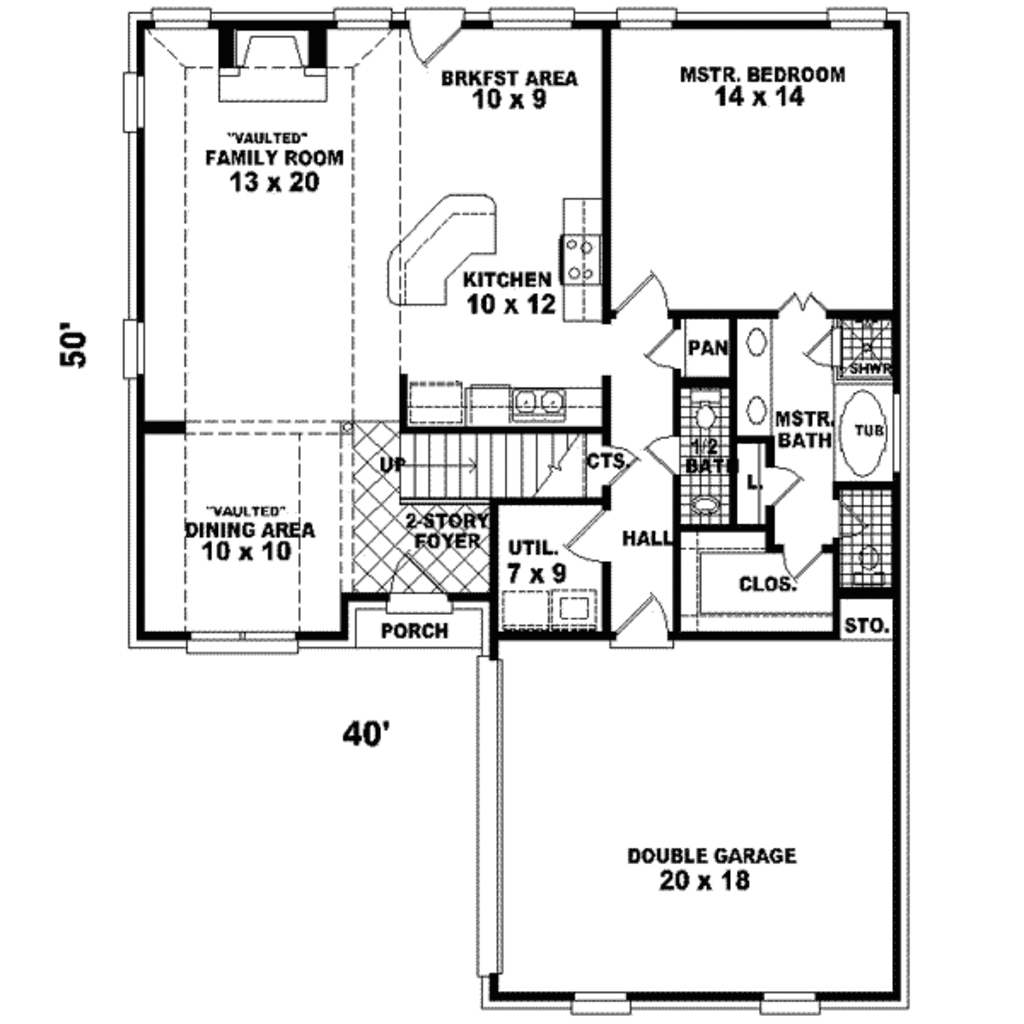 BRKFST AREA
10 x 9
MSTR. BEDROOM
14 x 14
"VAULTED"
FAMILY ROOM
13 x 20
KITCHEN
10 x 12
50'
PAN
SHWR
MSTR.
BATH
TUB
1/2
BATH
UP
CTS.
L.
"VAULTED"
DINING AREA
10 x 10
2-STORY
FOYER
UTIL.
7 x 9
HALL
CLOS.
PORCH
STO.
40'
DOUBLE GARAGE
20 x 18